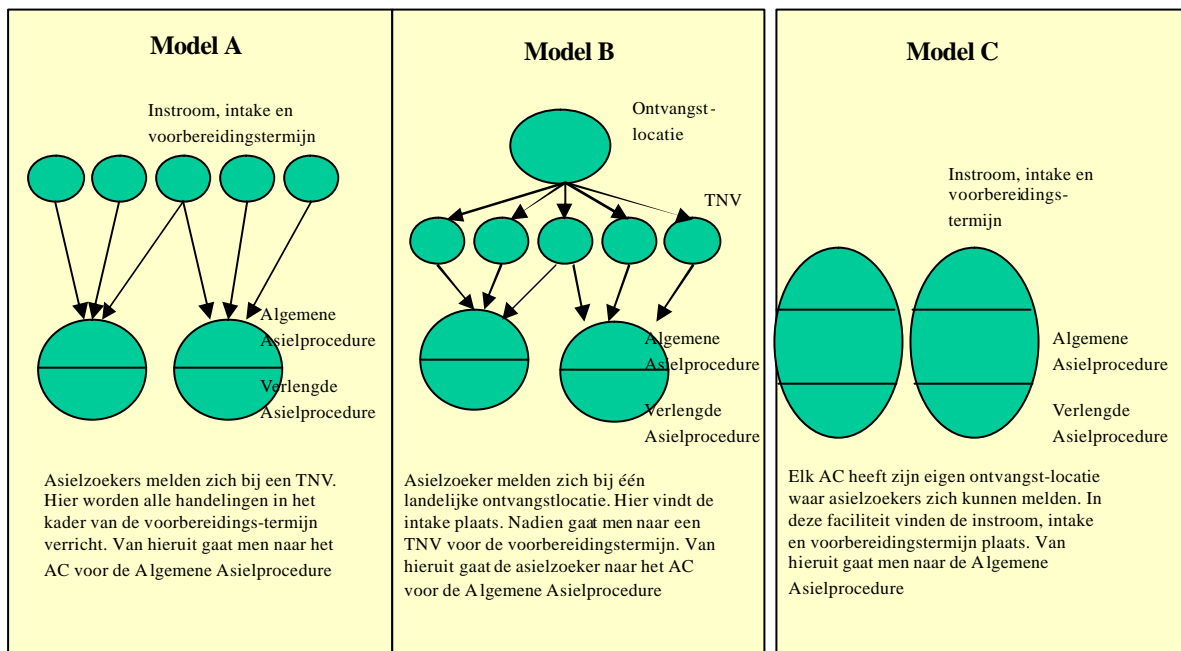 Model A
Instroom, intake en
voorbereidingstermijn
Algemene
Asielprocedure
Verlengde
Asielprocedure
Asielzoekers melden zich bij een TNV.
Hier worden alle handelingen in het
kader van de voorbereidings-termijn
verricht. Van hieruit gaat men naar het
AC voor de Algemene Asielprocedure
Model B
Ontvangst-
locatie
TNV
Algemene
Asielprocedure
Verlengde
Asielprocedure
Asielzoeker melden zich bij één
landelijke ontvangstlocatie. Hier vindt de
intake plaats. Nadien gaat men naar een
TNV voor de voorbereidingstermijn. Van
hieruit gaat de asielzoeker naar het AC
voor de Algemene Asielprocedure
Model C
Instroom, intake en
voorbereidings-
termijn
Algemene
Asielprocedure
Verlengde
Asielprocedure
Elk AC heeft zijn eigen ontvangst-locatie
waar asielzoekers zich kunnen melden. In
deze faciliteit vinden de instroom, intake
en voorbereidingstermijn plaats. Van
hieruit gaat men naar de Algemene
Asielprocedure